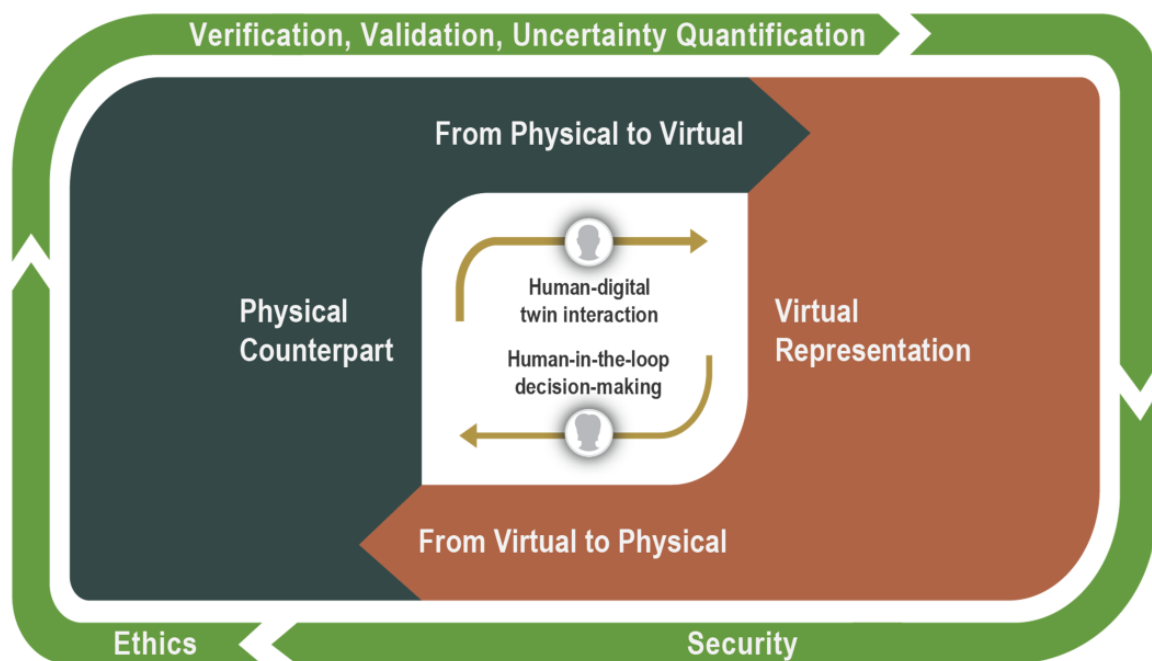 Verification, Validation, Uncertainty Quantification
From Physical to Virtual
Human-digital
twin interaction
Physical
Counterpart
Virtual
Representation
Human-in-the-loop
decision-making
From Virtual to Physical
Ethics
Security